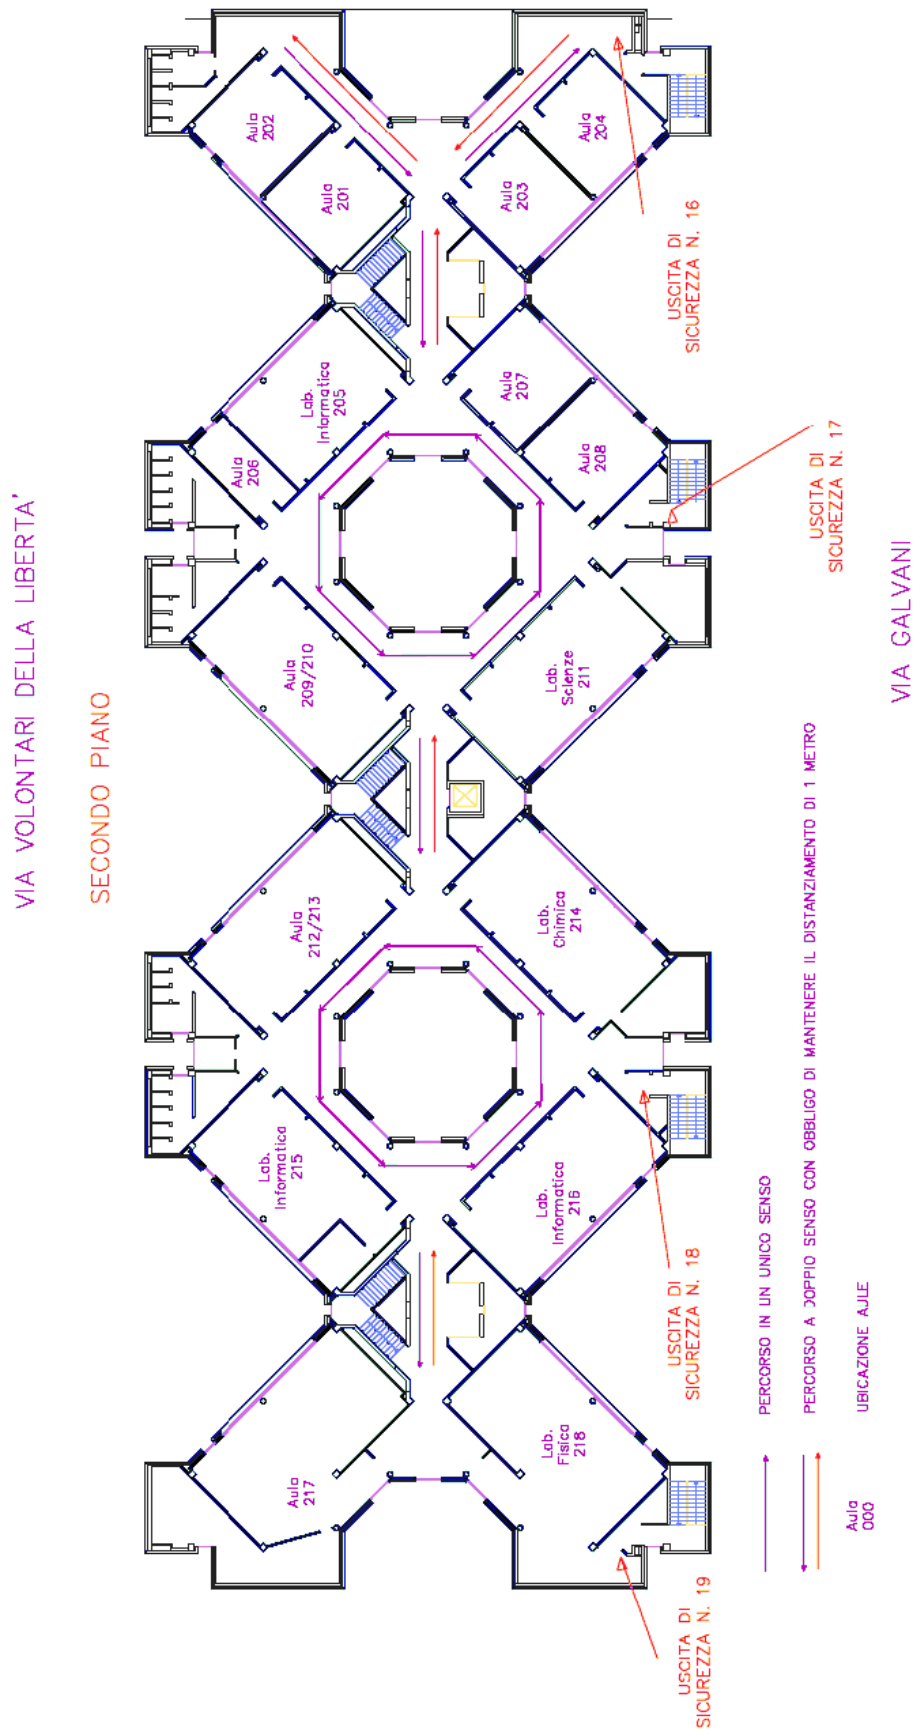 VIA VOLONTARI DELLA LIBERTA'
SECONDO PIANO
Aula
202
Aula
201
Aula
203
Aula
204
USCITA DI
SICUREZZA N. 16
Lab.
Informatica
205
Aula
206
Aula
207
Aula
208
USCITA DI
SICUREZZA N. 17
Aula
209/210
Lab.
Scienze
211
VIA GALVANI
Aula
212/213
Lab.
Chimica
214
Lab.
Informatica
215
Lab.
Informatica
216
USCITA DI
SICUREZZA N. 18
Aula
217
Lab.
Fisica
218
USCITA DI
SICUREZZA N. 19
PERCORSO IN UN UNICO SENSO
PERCORSO A DOPPIO SENSO CON OBBLIGO DI MANTENERE IL DISTANZIAMENTO DI 1 METRO
Aula
000
UBICAZIONE AULE